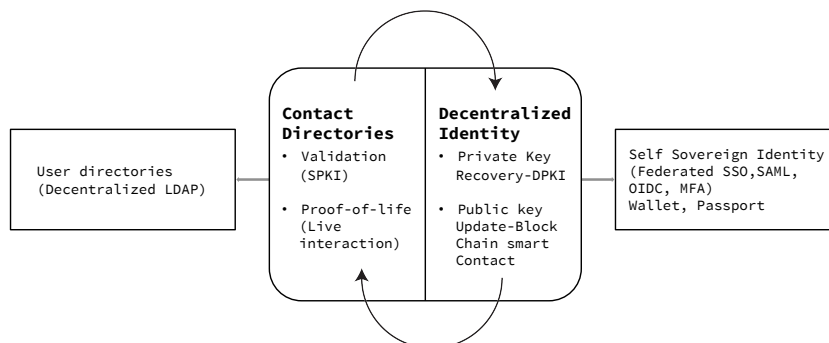 User directories
(Decentralized LDAP)
Contact
Directories
• Validation
(SPKI)
• Proof-of-life
(Live
interaction)
Decentralized
Identity
• Private Key
Recovery-DPKI
• Public key
Update-Block
Chain smart
Contact
Self Sovereign Identity
(Federated SSO,SAML,
OIDC, MFA)
Wallet, Passport